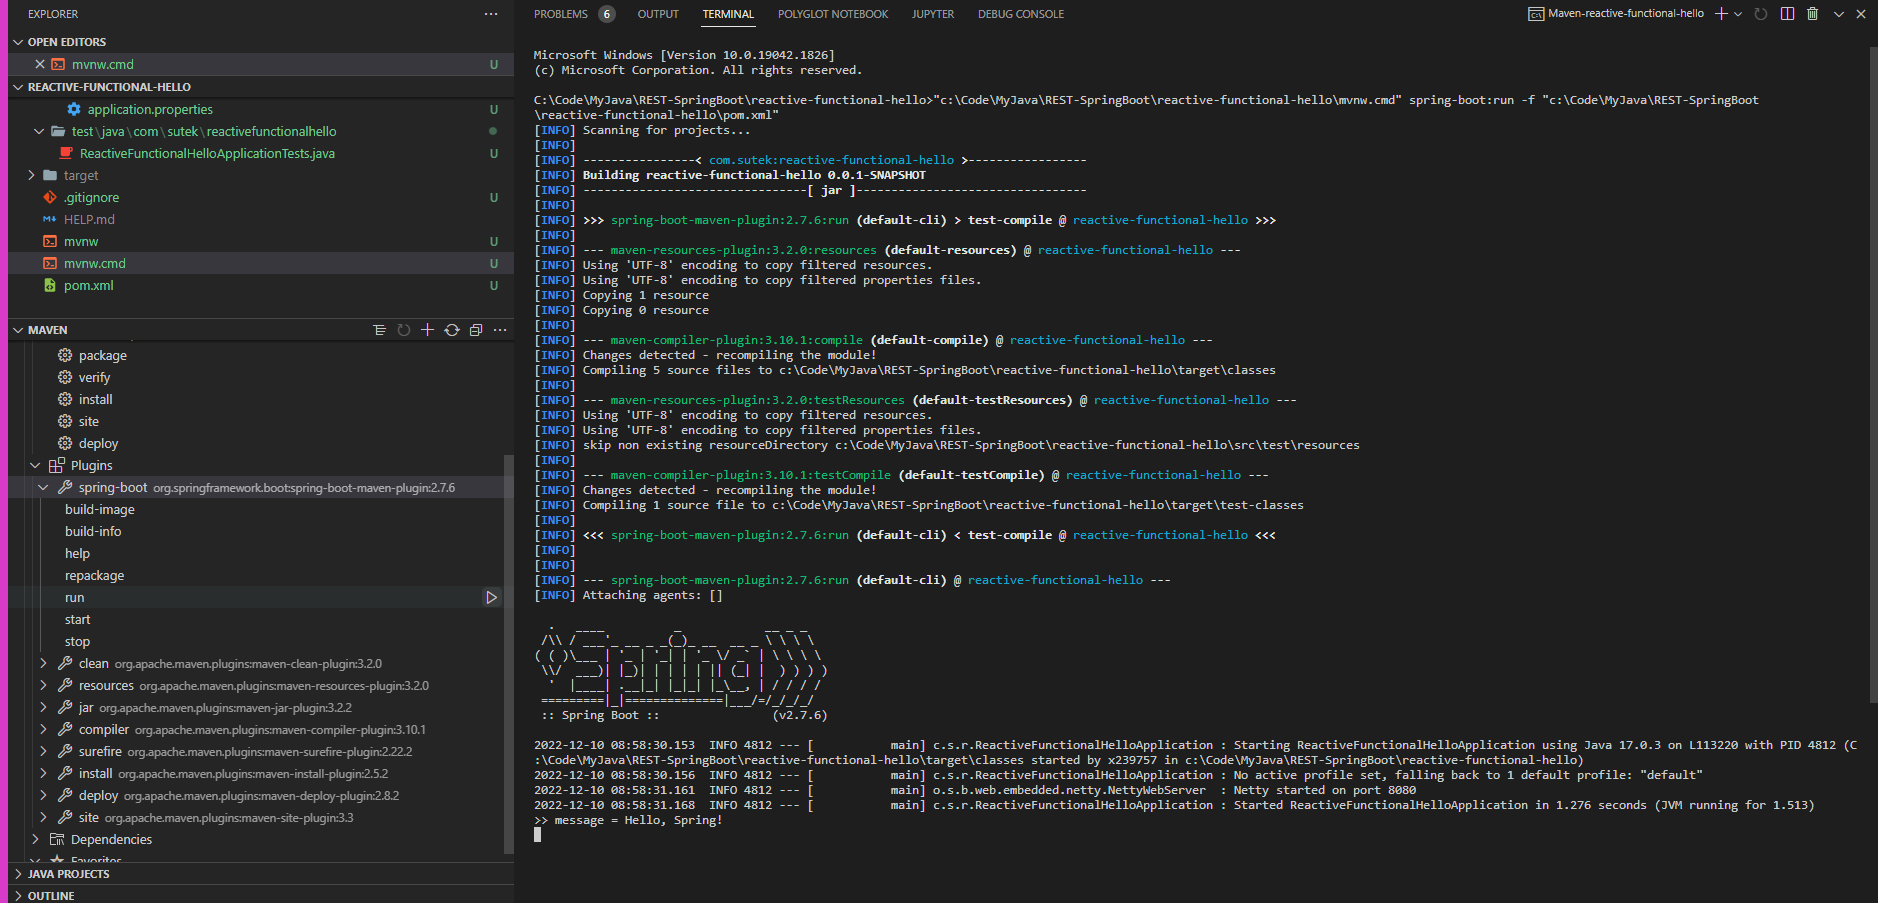 EXPLORER
OPEN EDITORS
mvnw.cmd U
REACTIVE-FUNCTIONAL-HELLO
application.properties U
test\java\com\sutek\reactivefunctionalhello
ReactiveFunctionalHelloApplicationTests.java U
target
.gitignore U
HELP.md
mvnw U
mvnw.cmd U
pom.xml U
MAVEN
package
verify
install
site
deploy
Plugins
spring-boot org.springframework.boot:spring-boot-maven-plugin:2.7.6
build-image
build-info
help
repackage
run
start
stop
clean org.apache.maven.plugins:maven-clean-plugin:3.2.0
resources org.apache.maven.plugins:maven-resources-plugin:3.2.0
jar org.apache.maven.plugins:maven-jar-plugin:3.2.2
compiler org.apache.maven.plugins:maven-compiler-plugin:3.10.1
surefire org.apache.maven.plugins:maven-surefire-plugin:2.22.2
install org.apache.maven.plugins:maven-install-plugin:2.5.2
deploy org.apache.maven.plugins:maven-deploy-plugin:2.8.2
site org.apache.maven.plugins:maven-site-plugin:3.3
Dependencies
Favorites
JAVA PROJECTS
OUTLINE
PROBLEMS 6 OUTPUT TERMINAL POLYGLOT NOTEBOOK JUPYTER DEBUG CONSOLE Maven-reactive-functional-hello
Microsoft Windows [Version 10.0.19042.1826]
(c) Microsoft Corporation. All rights reserved.
C:\Code\MyJava\REST-SpringBoot\reactive-functional-hello>"c:\Code\MyJava\REST-SpringBoot\reactive-functional-hello\mvnw.cmd" spring-boot:run -f "c:\Code\MyJava\REST-SpringBoot
\reactive-functional-hello\pom.xml"
[INFO] Scanning for projects...
[INFO]
[INFO] ----------------< com.sutek:reactive-functional-hello >-----------------
[INFO] Building reactive-functional-hello 0.0.1-SNAPSHOT
[INFO] --------------------------------[ jar ]---------------------------------
[INFO]
[INFO] >>> spring-boot-maven-plugin:2.7.6:run (default-cli) > test-compile @ reactive-functional-hello >>>
[INFO]
[INFO] --- maven-resources-plugin:3.2.0:resources (default-resources) @ reactive-functional-hello ---
[INFO] Using 'UTF-8' encoding to copy filtered resources.
[INFO] Using 'UTF-8' encoding to copy filtered properties files.
[INFO] Copying 1 resource
[INFO] Copying 0 resource
[INFO]
[INFO] --- maven-compiler-plugin:3.10.1:compile (default-compile) @ reactive-functional-hello ---
[INFO] Changes detected - recompiling the module!
[INFO] Compiling 5 source files to c:\Code\MyJava\REST-SpringBoot\reactive-functional-hello\target\classes
[INFO]
[INFO] --- maven-resources-plugin:3.2.0:testResources (default-testResources) @ reactive-functional-hello ---
[INFO] Using 'UTF-8' encoding to copy filtered resources.
[INFO] Using 'UTF-8' encoding to copy filtered properties files.
[INFO] skip non existing resourceDirectory c:\Code\MyJava\REST-SpringBoot\reactive-functional-hello\src\test\resources
[INFO]
[INFO] --- maven-compiler-plugin:3.10.1:testCompile (default-testCompile) @ reactive-functional-hello ---
[INFO] Changes detected - recompiling the module!
[INFO] Compiling 1 source file to c:\Code\MyJava\REST-SpringBoot\reactive-functional-hello\target\test-classes
[INFO]
[INFO] <<< spring-boot-maven-plugin:2.7.6:run (default-cli) < test-compile @ reactive-functional-hello <<<
[INFO]
[INFO]
[INFO] --- spring-boot-maven-plugin:2.7.6:run (default-cli) @ reactive-functional-hello ---
[INFO] Attaching agents: []
:: Spring Boot :: (v2.7.6)
2022-12-10 08:58:30.153  INFO 4812 --- [           main] c.s.r.ReactiveFunctionalHelloApplication : Starting ReactiveFunctionalHelloApplication using Java 17.0.3 on L113220 with PID 4812 (C
:\Code\MyJava\REST-SpringBoot\reactive-functional-hello\target\classes started by x239757 in c:\Code\MyJava\REST-SpringBoot\reactive-functional-hello)
2022-12-10 08:58:30.156  INFO 4812 --- [           main] c.s.r.ReactiveFunctionalHelloApplication : No active profile set, falling back to 1 default profile: "default"
2022-12-10 08:58:31.161  INFO 4812 --- [           main] o.s.b.web.embedded.netty.NettyWebServer  : Netty started on port 8080
2022-12-10 08:58:31.168  INFO 4812 --- [           main] c.s.r.ReactiveFunctionalHelloApplication : Started ReactiveFunctionalHelloApplication in 1.276 seconds (JVM running for 1.513)
>> message = Hello, Spring!